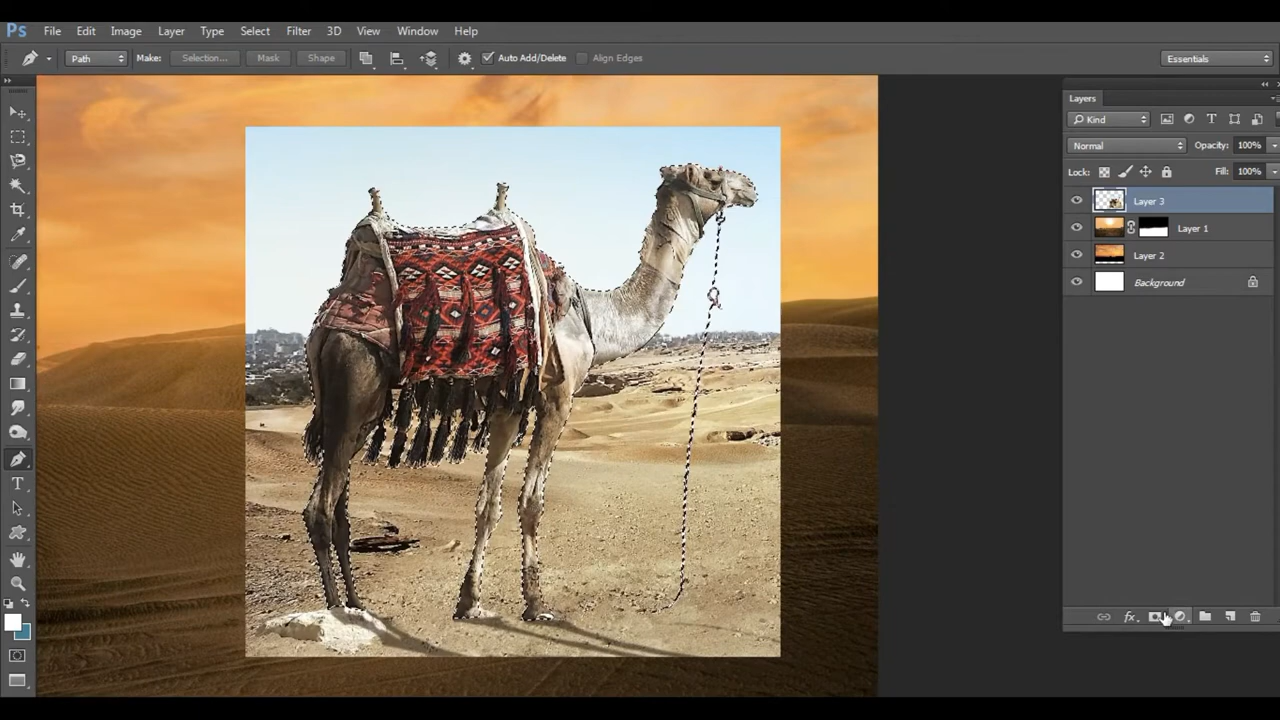 Ps File Edit Image Layer Type Select Filter 3D View Window Help
Path Make: Selection... Mask Shape Auto Add/Delete Align Edges Essentials
Layers
Kind T
Normal Opacity: 100%
Lock: Fill: 100%
Layer 3
Layer 1
Layer 2
Background
T
fx